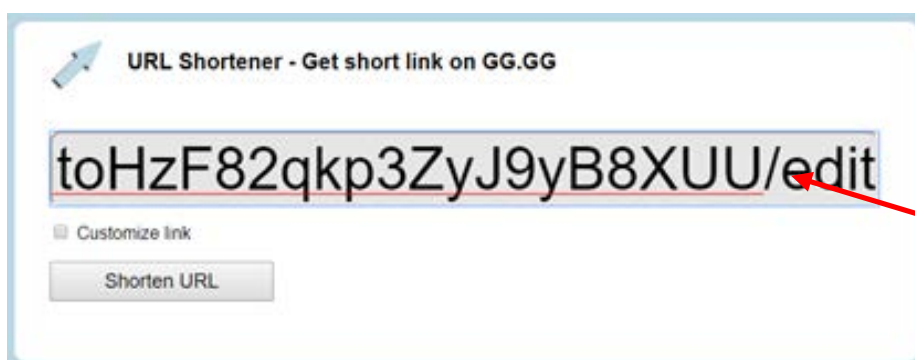 URL Shortener - Get short link on GG.GG
toHzF82qkp3ZyJ9yB8XUU/edit
Customize link
Shorten URL